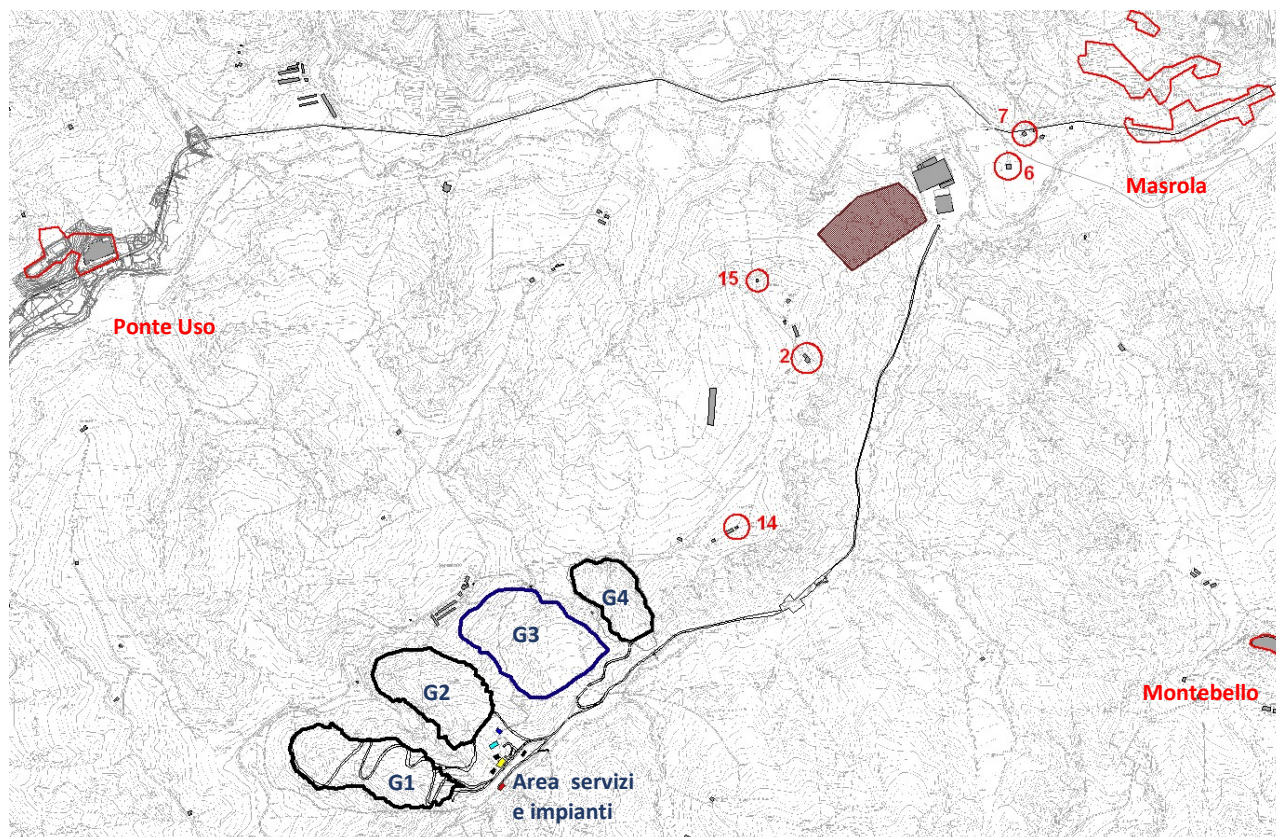 7
6
Masrola
15
Ponte Uso
2
14
G4
G3
G2
Montebello
G1
Area servizi
e impianti